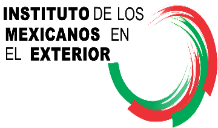 INSTITUTO DE LOS
MEXICANOS EN
EL EXTERIOR